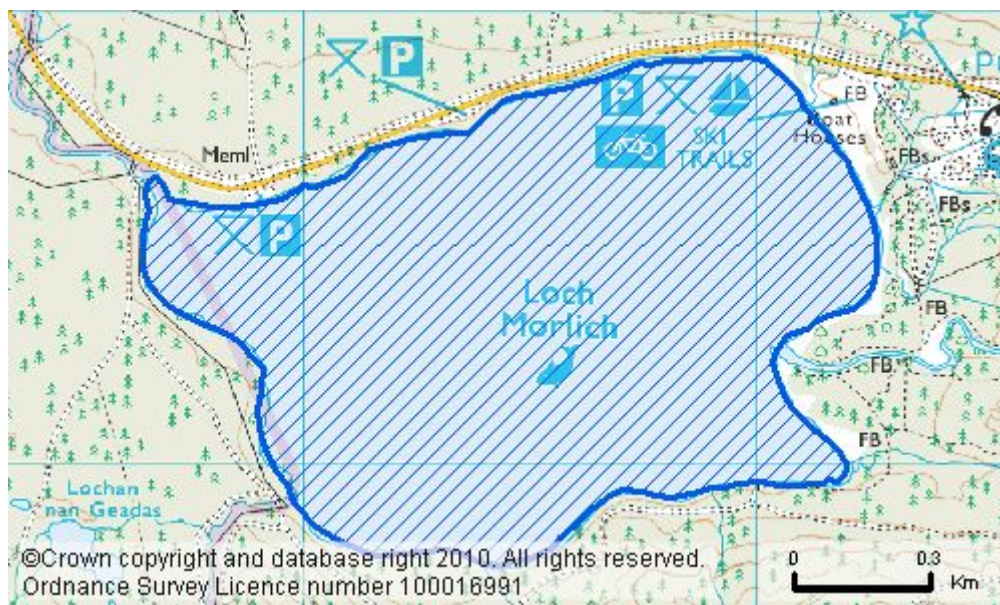 P
Pi
P
FB
Boat
Houses
SKI
TRAILS
Meml
FBs
FBs
P
Loch
Morlich
FB
FB
FB
Lochan
nan Geadas
©Crown copyright and database right 2010. All rights reserved.
Ordnance Survey Licence number 100016991
0 0.3
Km